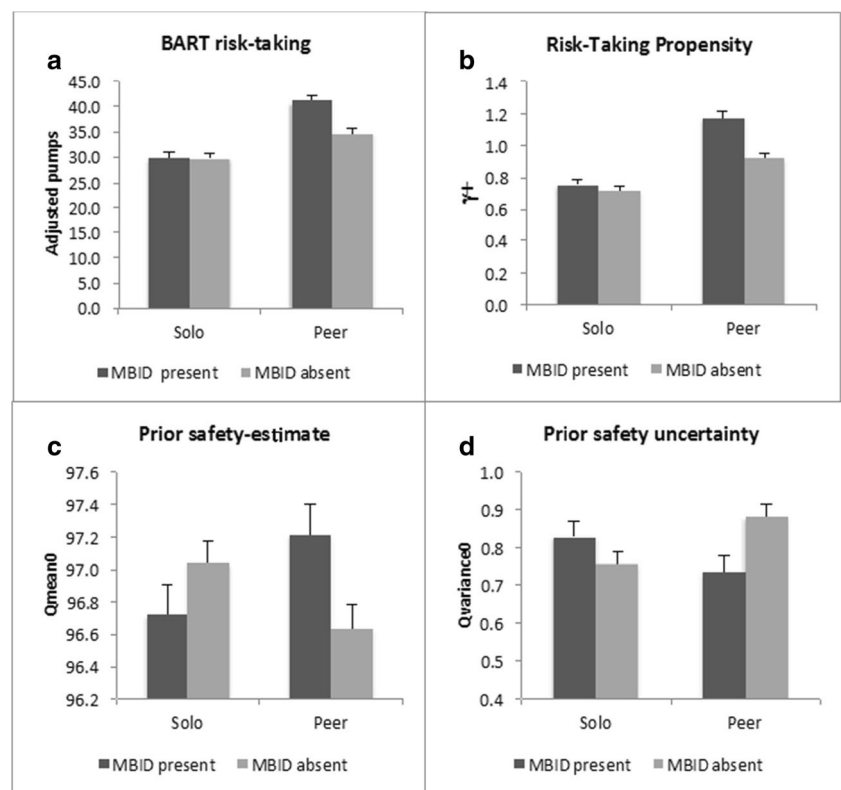 a
BART risk-taking
Adjusted pumps
45.0
40.0
35.0
30.0
25.0
20.0
15.0
10.0
5.0
0.0
Solo
Peer
MBID present
MBID absent
b
Risk-Taking Propensity
γ+
1.4
1.2
1.0
0.8
0.6
0.4
0.2
0.0
Solo
Peer
MBID present
MBID absent
c
Prior safety-estimate
Qmean0
97.6
97.4
97.2
97.0
96.8
96.6
96.4
96.2
Solo
Peer
MBID present
MBID absent
d
Prior safety uncertainty
Qvariance0
1.0
0.9
0.8
0.7
0.6
0.5
0.4
Solo
Peer
MBID present
MBID absent